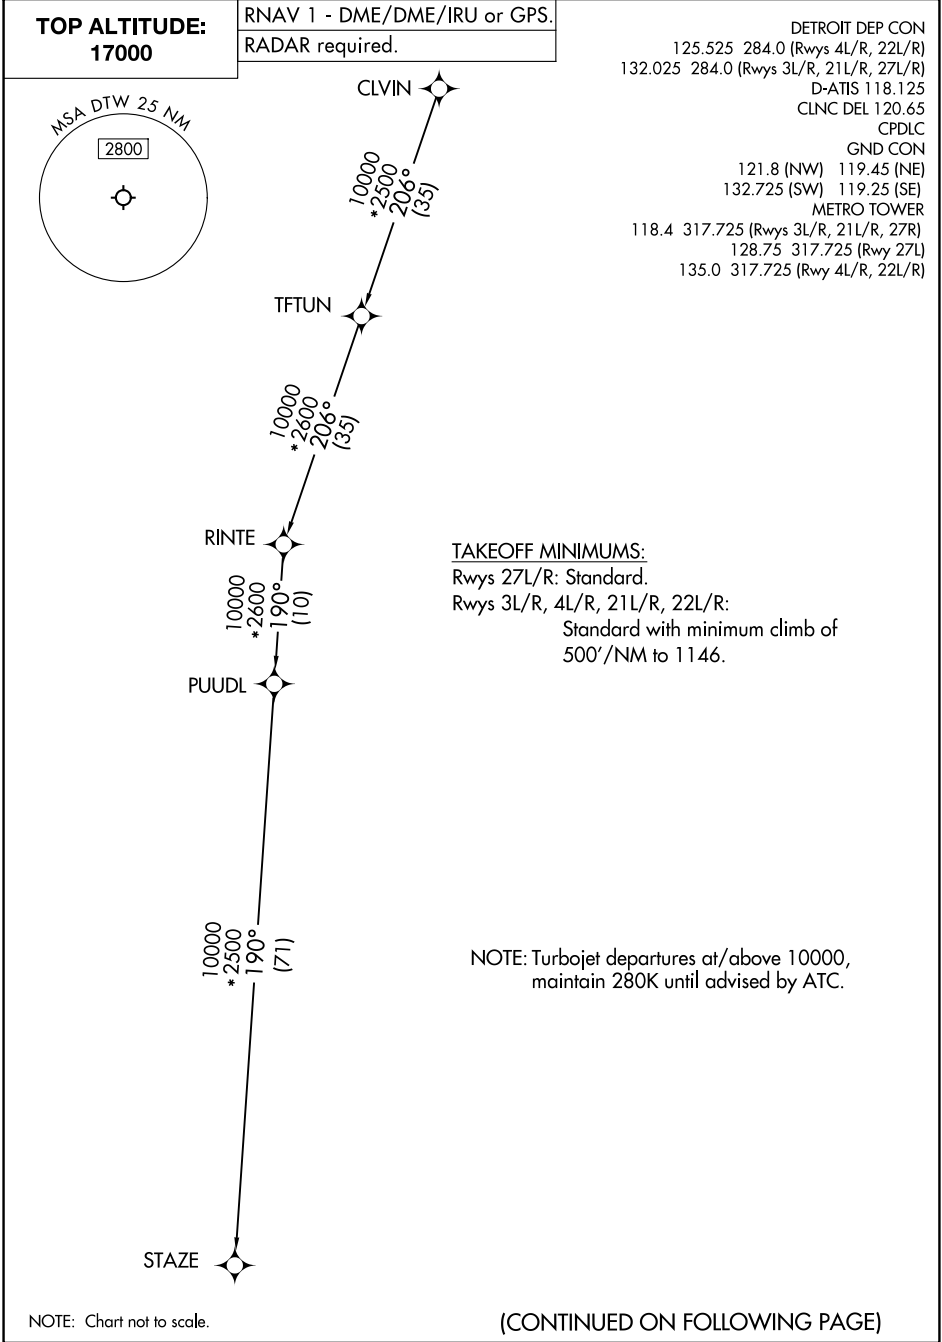 TOP ALTITUDE:
17000
RNAV 1 - DME/DME/IRU or GPS.
RADAR required.
DETROIT DEP CON
125.525 284.0 (Rwys 4L/R, 22L/R)
132.025 284.0 (Rwys 3L/R, 21L/R, 27L/R)
D-ATIS 118.125
CLNC DEL 120.65
CPDLC
GND CON
121.8 (NW) 119.45 (NE)
132.725 (SW) 119.25 (SE)
METRO TOWER
118.4 317.725 (Rwys 3L/R, 21L/R, 27R)
128.75 317.725 (Rwy 27L)
135.0 317.725 (Rwy 4L/R, 22L/R)
MSA DTW 25 NM
2800
CLVIN
10000
*2500
206°
(35)
TFTUN
10000
*2600
206°
(35)
RINTE
10000
*2600
190°
(10)
PUUDL
TAKEOFF MINIMUMS:
Rwys 27L/R: Standard.
Rwys 3L/R, 4L/R, 21L/R, 22L/R:
Standard with minimum climb of
500'/NM to 1146.
10000
*2500
190°
(71)
NOTE: Turbojet departures at/above 10000,
maintain 280K until advised by ATC.
STAZE
NOTE: Chart not to scale.
(CONTINUED ON FOLLOWING PAGE)